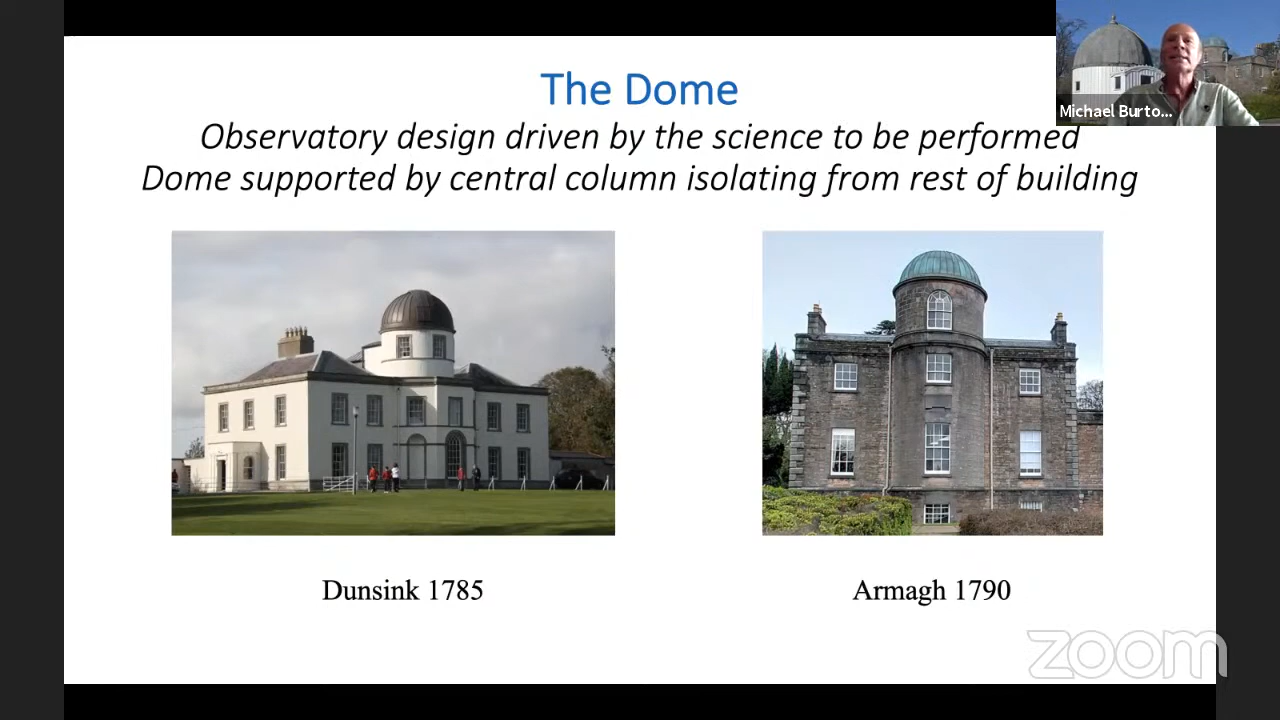 The Dome
Observatory design driven by the science to be performed
Dome supported by central column isolating from rest of building
Michael Burto...
Dunsink 1785
Armagh 1790
zoom